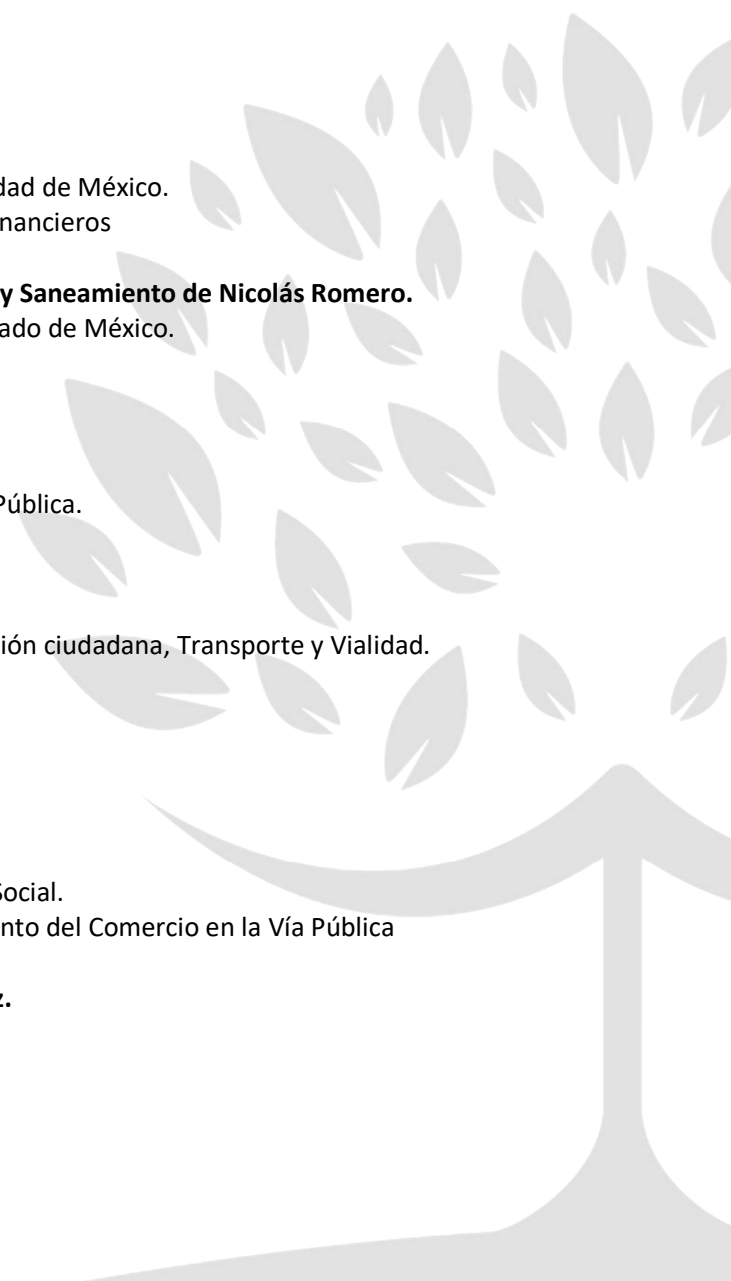 dad de México.
nancieros
y Saneamiento de Nicolás Romero.
ado de México.
Pública.
ión ciudadana, Transporte y Vialidad.
Social.
nto del Comercio en la Vía Pública
z.